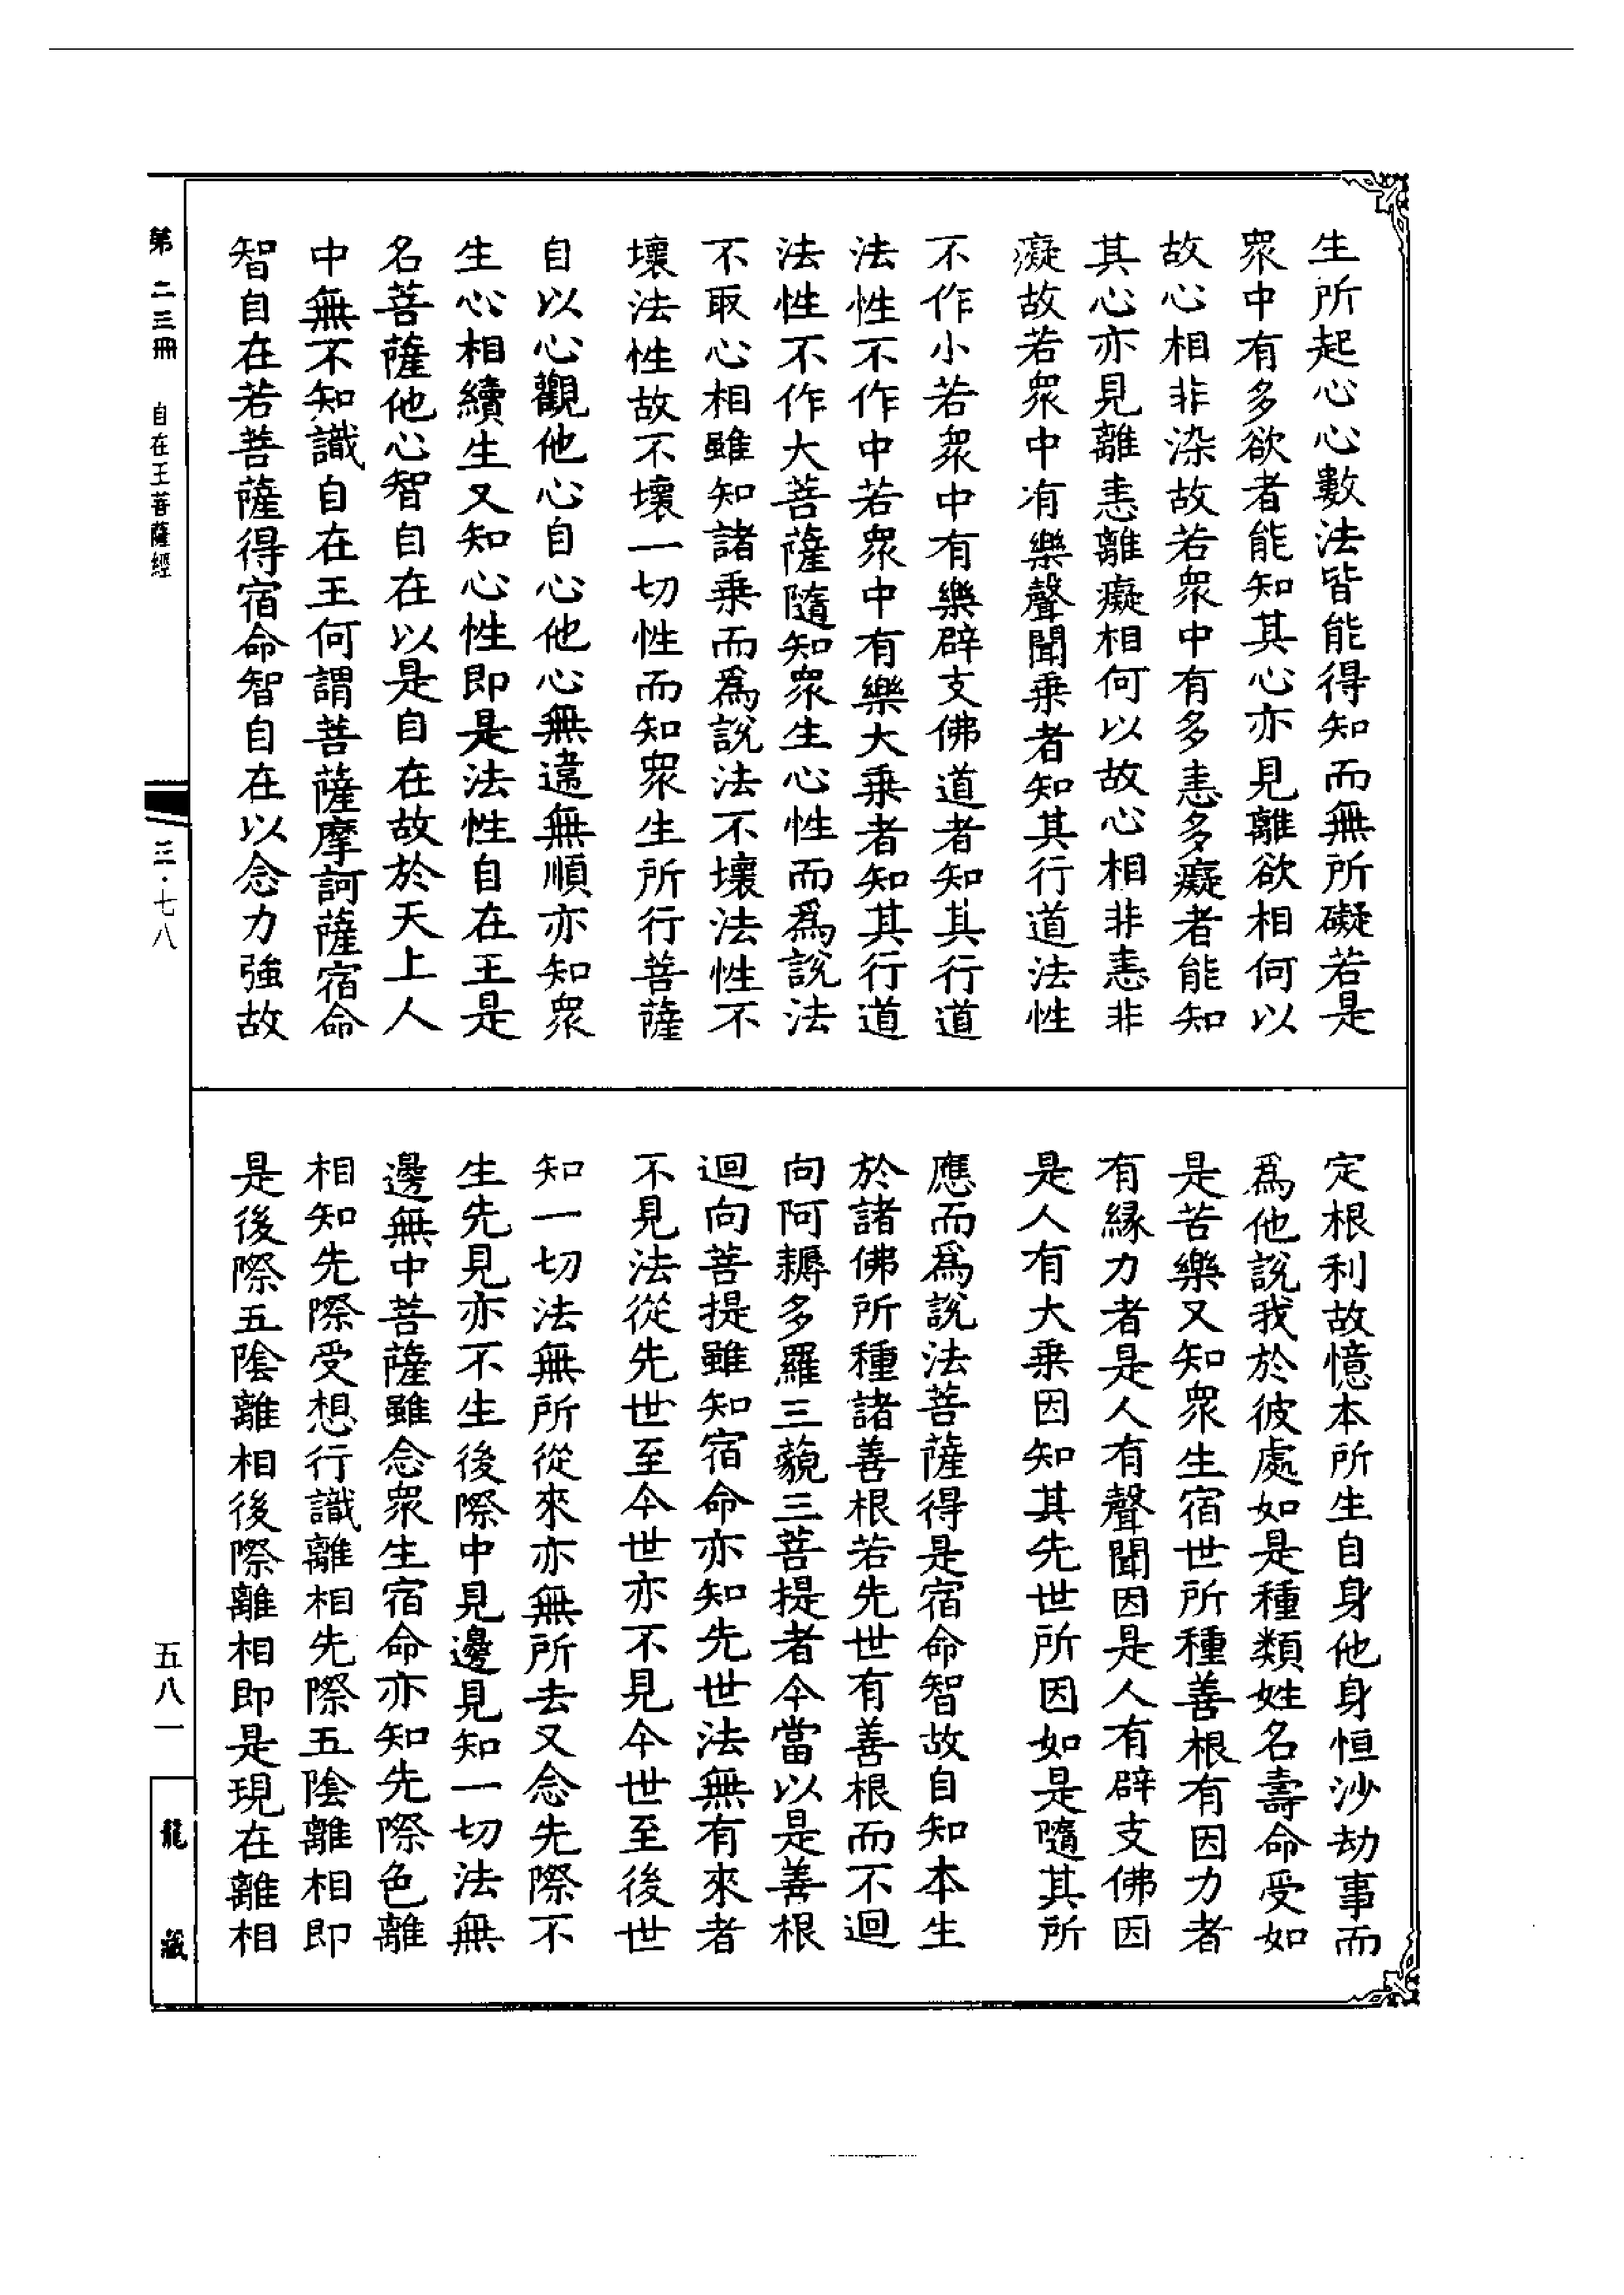 生所起心心數法皆能得知而無所礙若是
衆中有多欲者能知其心亦見離欲相何以
故心相非染故若衆中有多恚多癡者能知
其心亦見離恚離癡相何以故心相非恚非
癡故若衆中有樂聲聞乗者知其行道法性
不作小若衆中有樂辟支佛道者知其行道
法性不作中若衆中有樂大乗者知其行道
法性不作大菩薩隨知衆生心性而爲說法
不取心相雖知諸乗而爲說法不壞法性不
壞法性故不壞一切性而知衆生所行菩薩
自以心觀他心自心他心無違無順亦知衆
生心相續生又知心性即是法性自在王是
名菩薩他心智自在以是自在故於天上人
中無不知識自在王何謂菩薩摩訶薩宿命
智自在若菩薩得宿命智自在以念力強故
定根利故憶本所生自身他身恒沙劫事而
爲他說我於彼處如是種類姓名壽命受如
是苦樂又知衆生宿世所種善根有因力者
有緣力者是人有聲聞因是人有辟支佛因
是人有大乗因知其先世所因如是隨其所
應而爲說法菩薩得是宿命智故自知本生
於諸佛所種諸善根若先世有善根而不迴
向阿耨多羅三藐三菩提者今當以是善根
迴向菩提雖知宿命亦知先世法無有來者
不見法從先世至今世亦不見今世至後世
知一切法無所從來亦無所去又念先際不
生先見亦不生後際中見邊見知一切法無
邊無中菩薩雖念衆生宿命亦知先際色離
相知先際受想行識離相先際五陰離相即
是後際五陰離相後際離相即是現在離相
第二三冊 自在王菩薩經
三·七八
五八一
龍藏